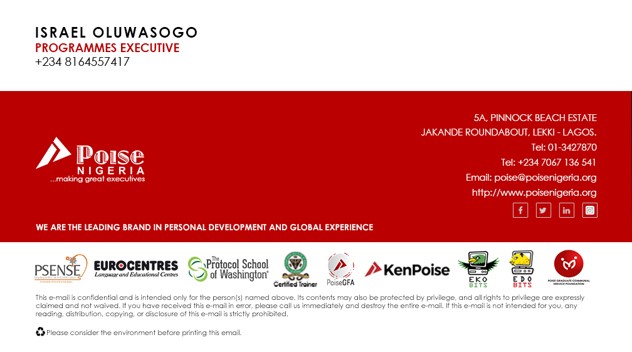 ISRAEL OLUWASOGO
PROGRAMMES EXECUTIVE
+234 8164557417
5A, PINNOCK BEACH ESTATE
JAKANDE ROUNDABOUT, LEKKI - LAGOS.
Tel: 01-3427870
Tel: +234 7067 136 541
Email: poise@poisenigeria.org
http://www.poisenigeria.org
Poise
NIGERIA
...making great executives
WE ARE THE LEADING BRAND IN PERSONAL DEVELOPMENT AND GLOBAL EXPERIENCE
PSENSE
EUROCENTRES
Language and Educational Centres
The Protocol School
of Washington
Certified Trainer
PoiseGFA
KenPoise
EKO
BITS
EDO
BITS
This e-mail is confidential and is intended only for the person(s) named above. Its contents may also be protected by privilege, and all rights to privilege are expressly
claimed and not waived. If you have received this e-mail in error, please call us immediately and destroy the entire e-mail. If this e-mail is not intended for you, any
reading, distribution, copying, or disclosure of this e-mail is strictly prohibited.
Please consider the environment before printing this email.